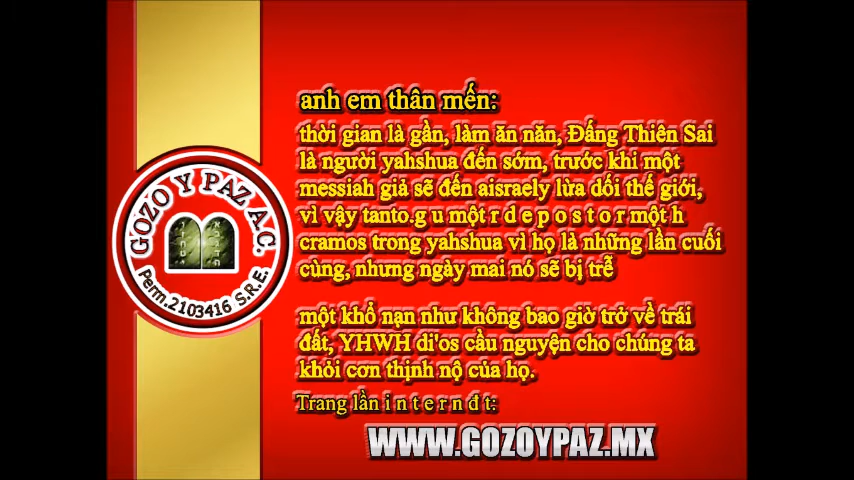 GOZO Y PAZ A.C.
Perm.2103416 S.R.E.
anh em thân mến:
thời gian là gần, làm ăn năn, Đấng Thiên Sai
là người yahshua đến sớm, trước khi một
messiah giả sẽ đến aisraely lừa dối thế giới,
vì vậy tanto.g u một r d e p o s t o r một h
cramos trong yahshua vì họ là những lần cuối
cùng, nhưng ngày mai nó sẽ bị trễ
một khổ nạn như không bao giờ trở về trái
đất, YHWH di'os cầu nguyện cho chúng ta
khỏi cơn thịnh nộ của họ.
Trang lần i n t e r n đ t:
WWW.GOZOYPAZ.MX